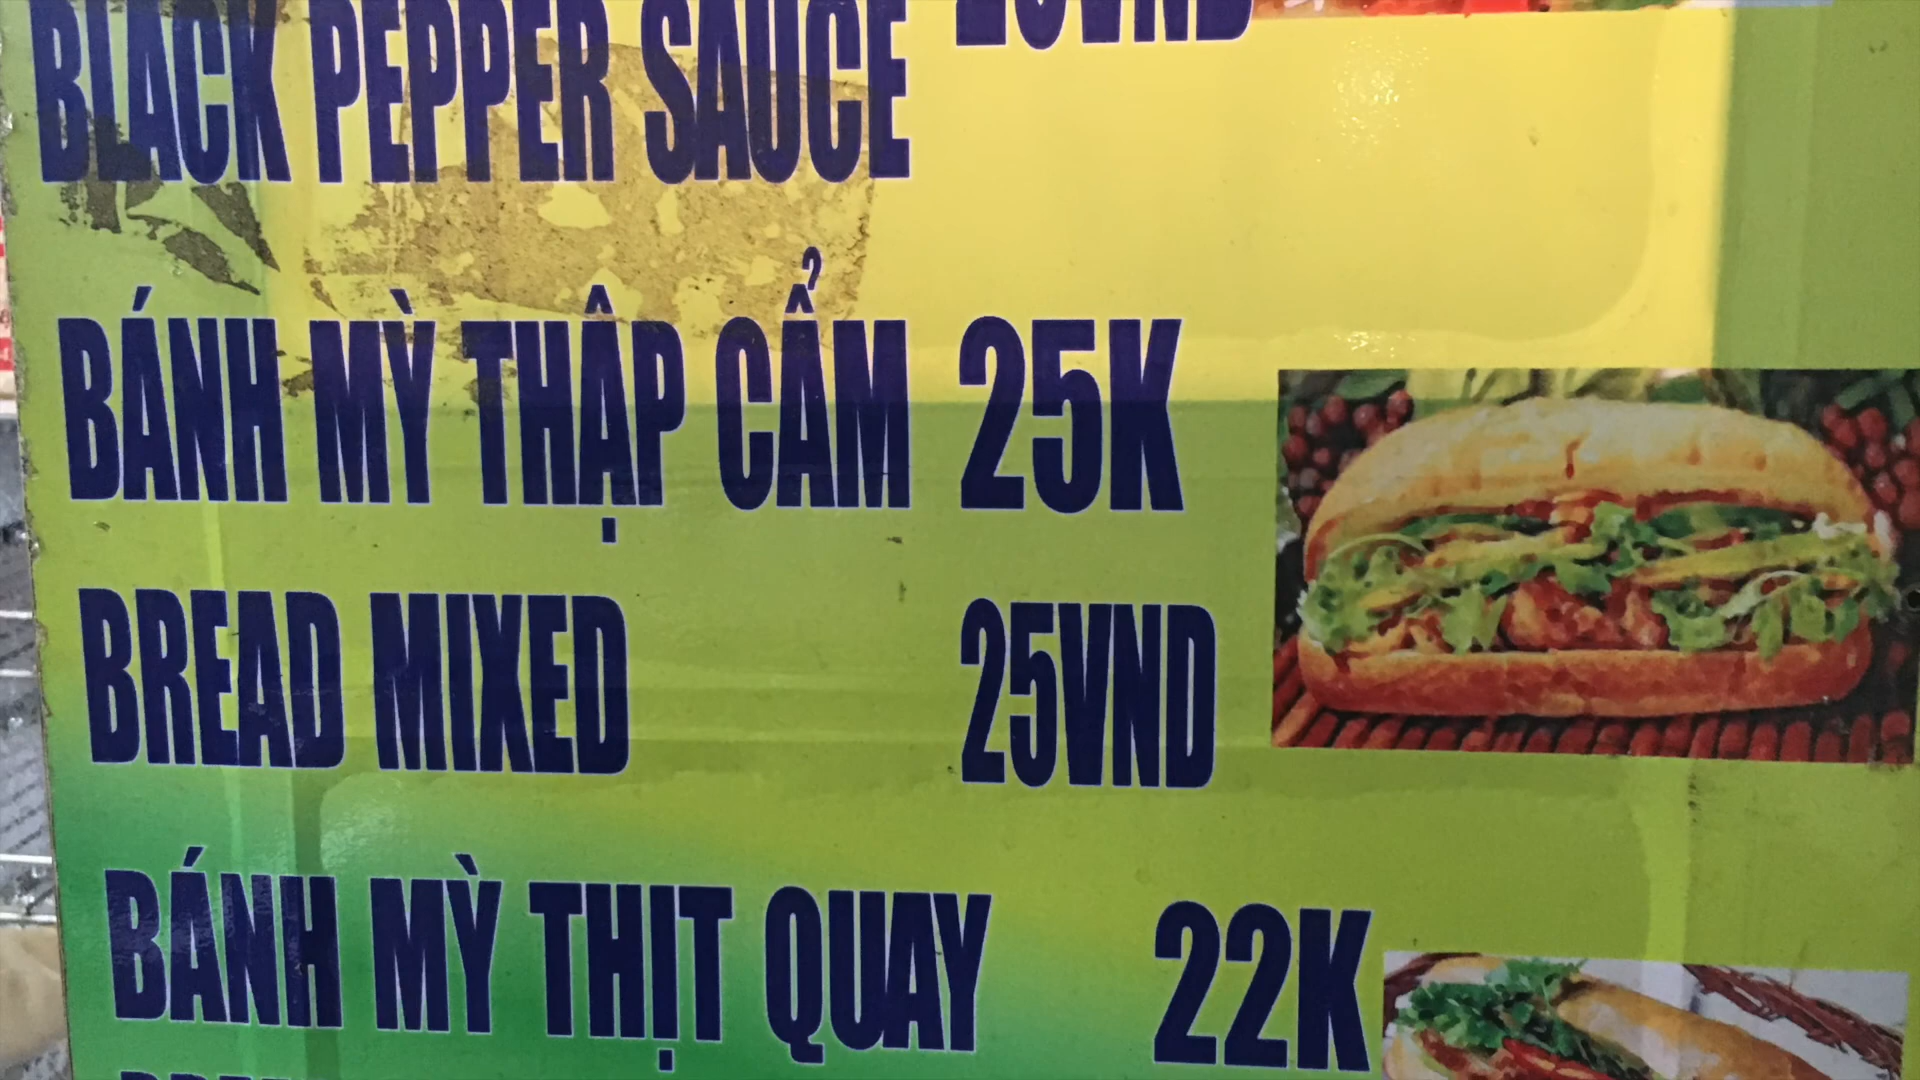 BLACK PEPPER SAUCE
BÁNH MỲ THẬP CẨM 25K
BREAD MIXED 25VND
BÁNH MỲ THỊT QUAY 22K